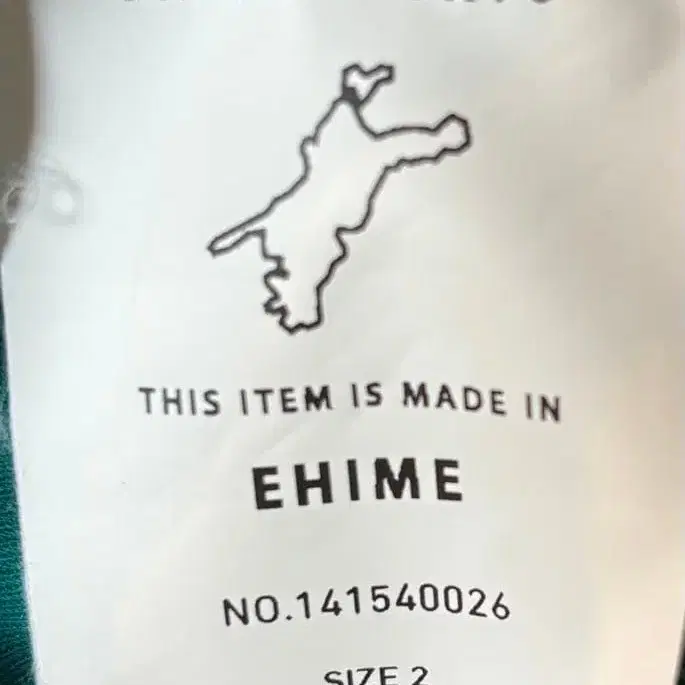 THIS ITEM IS MADE IN
EHIME
NO.141540026
SIZE 2